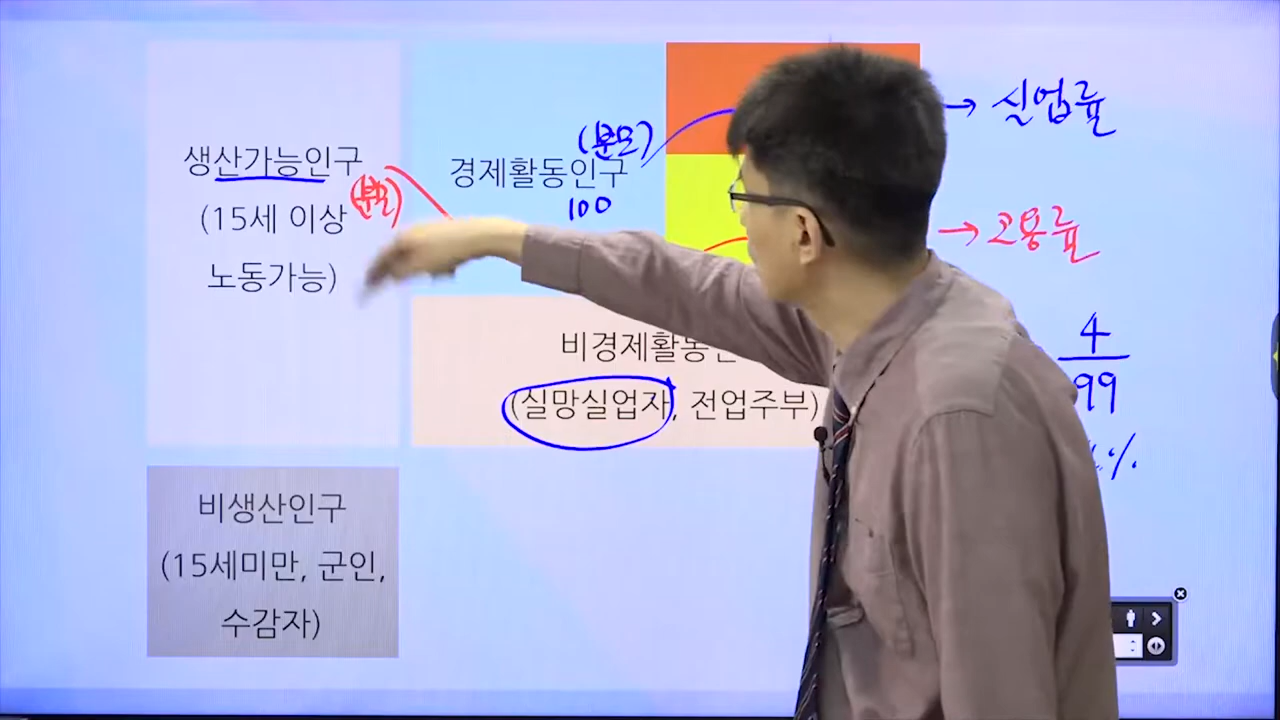 생산가능인구
(분모)
(15세 이상
노동가능)
경제활동인구
(분모)
100
→ 실업률
→ 고용률
비경제활동인
(실망실업자, 전업주부)
4
99
%
비생산인구
(15세미만, 군인,
수감자)